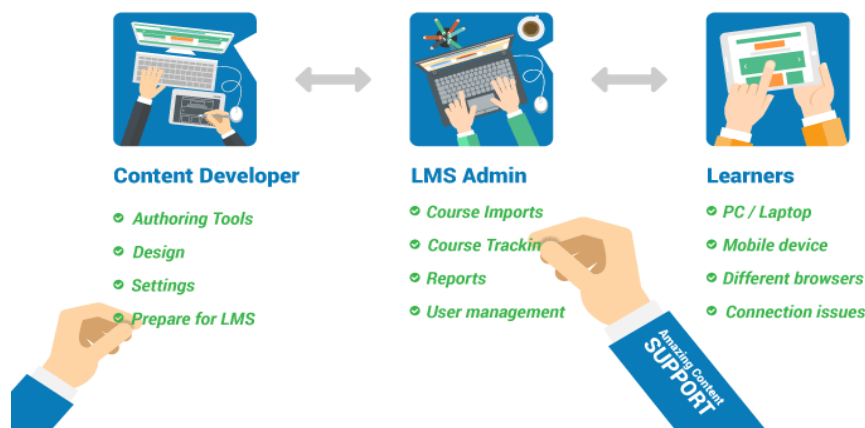 Content Developer
Authoring Tools
Design
Settings
Prepare for LMS
LMS Admin
Course Imports
Course Trackin
Reports
User management
Learners
PC / Laptop
Mobile device
Different browsers
Connection issues
Amazing Content
SUPPORT